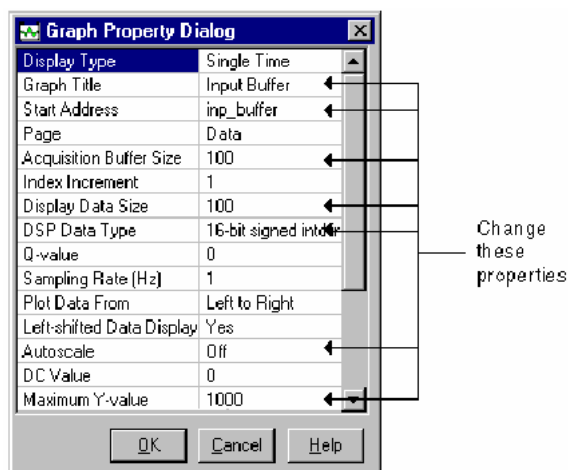 Graph Property Dialog
Display Type Single Time
Graph Title Input Buffer
Start Address inp_buffer
Page Data
Acquisition Buffer Size 100
Index Increment 1
Display Data Size 100
DSP Data Type 16-bit signed
Q-value 0
Sampling Rate (Hz) 1
Plot Data From Left to Right
Left-shifted Data Display Yes
Autoscale Off
DC Value 0
Maximum Y-value 1000
OK Cancel Help
Change
these
properties